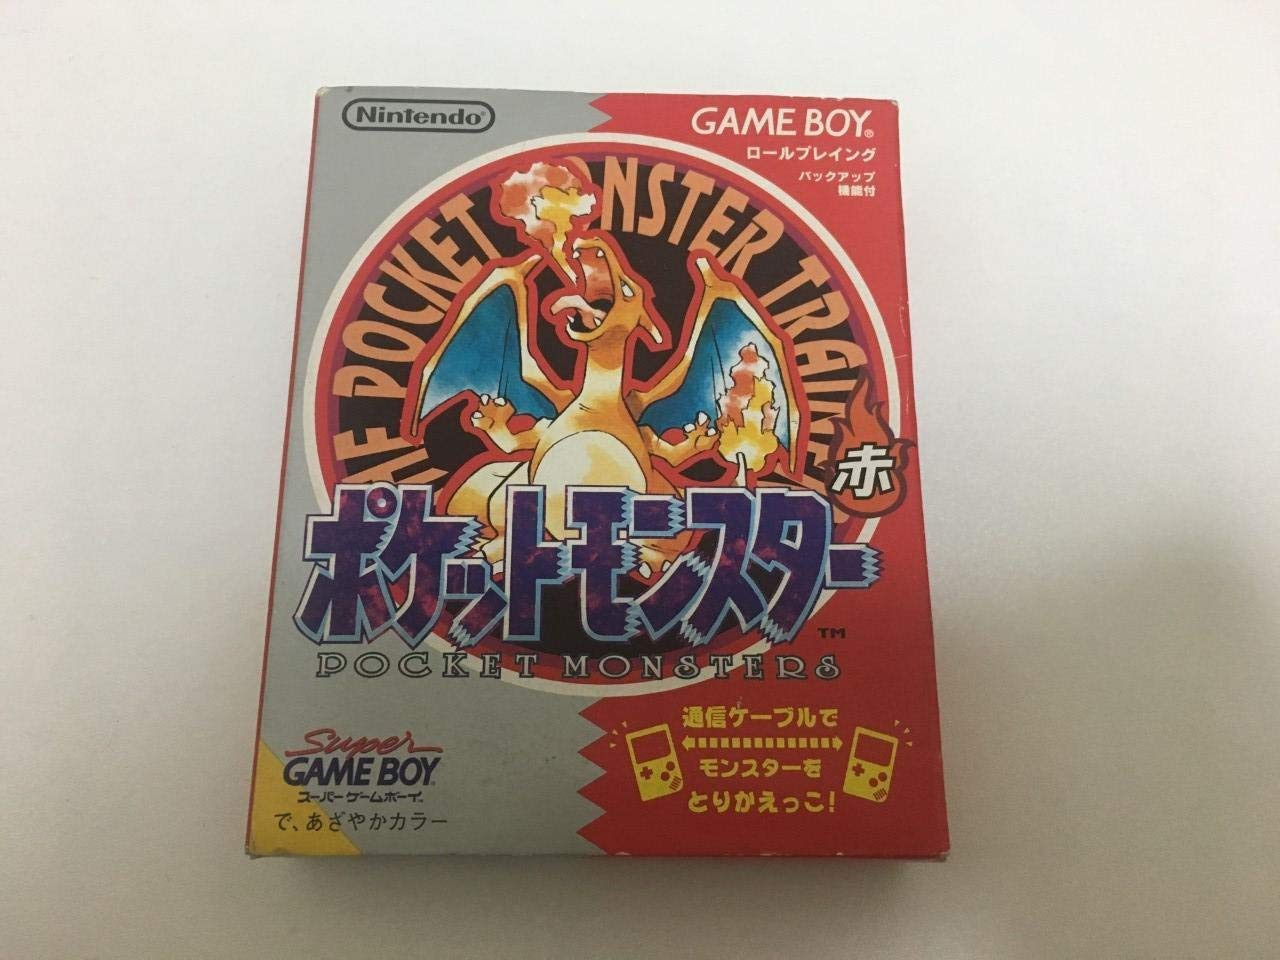 Nintendo®
GAME BOY®
ロールプレイング
バックアップ
機能付
POCKET MONSTER
赤
ポケットモンスター
TM
POCKET MONSTERS
通信ケーブルで
モンスターを
とりかえっこ!
Super
GAME BOY
スーパーゲームボーイ
で、あざやかカラー